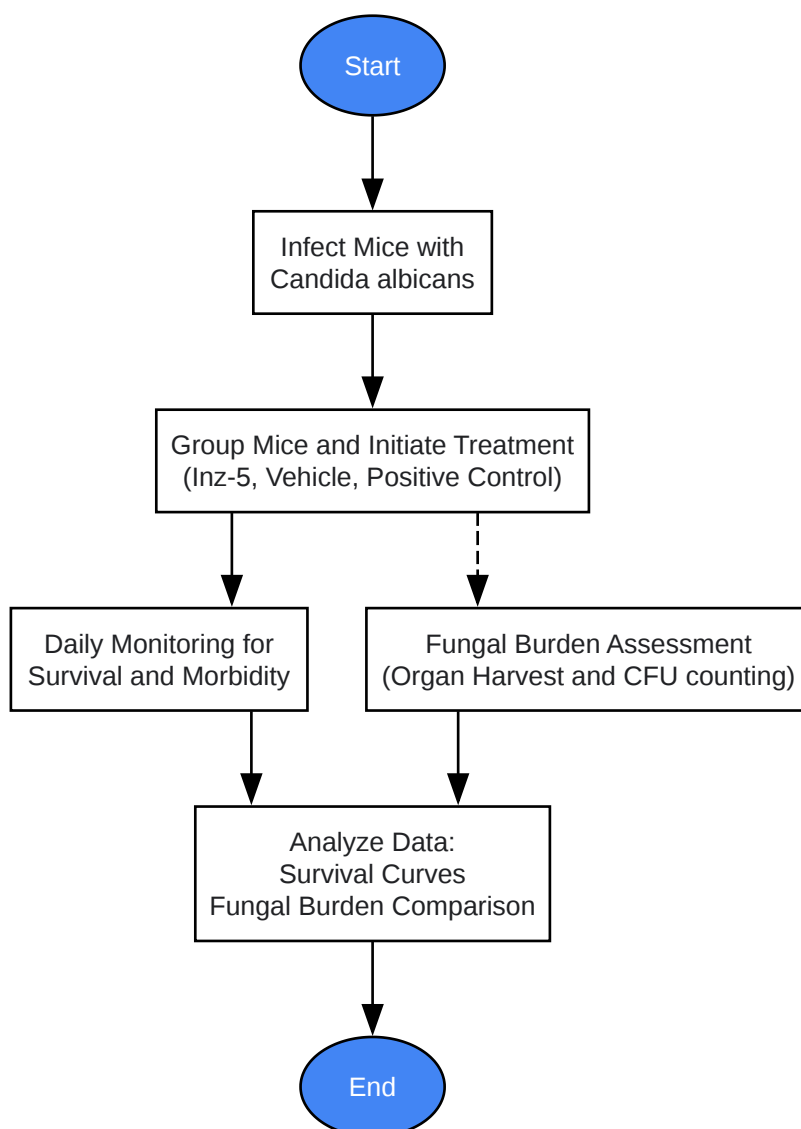 Start
Infect Mice with
Candida albicans
Group Mice and Initiate Treatment
(Inz-5, Vehicle, Positive Control)
Daily Monitoring for
Survival and Morbidity
Fungal Burden Assessment
(Organ Harvest and CFU counting)
Analyze Data:
Survival Curves
Fungal Burden Comparison
End